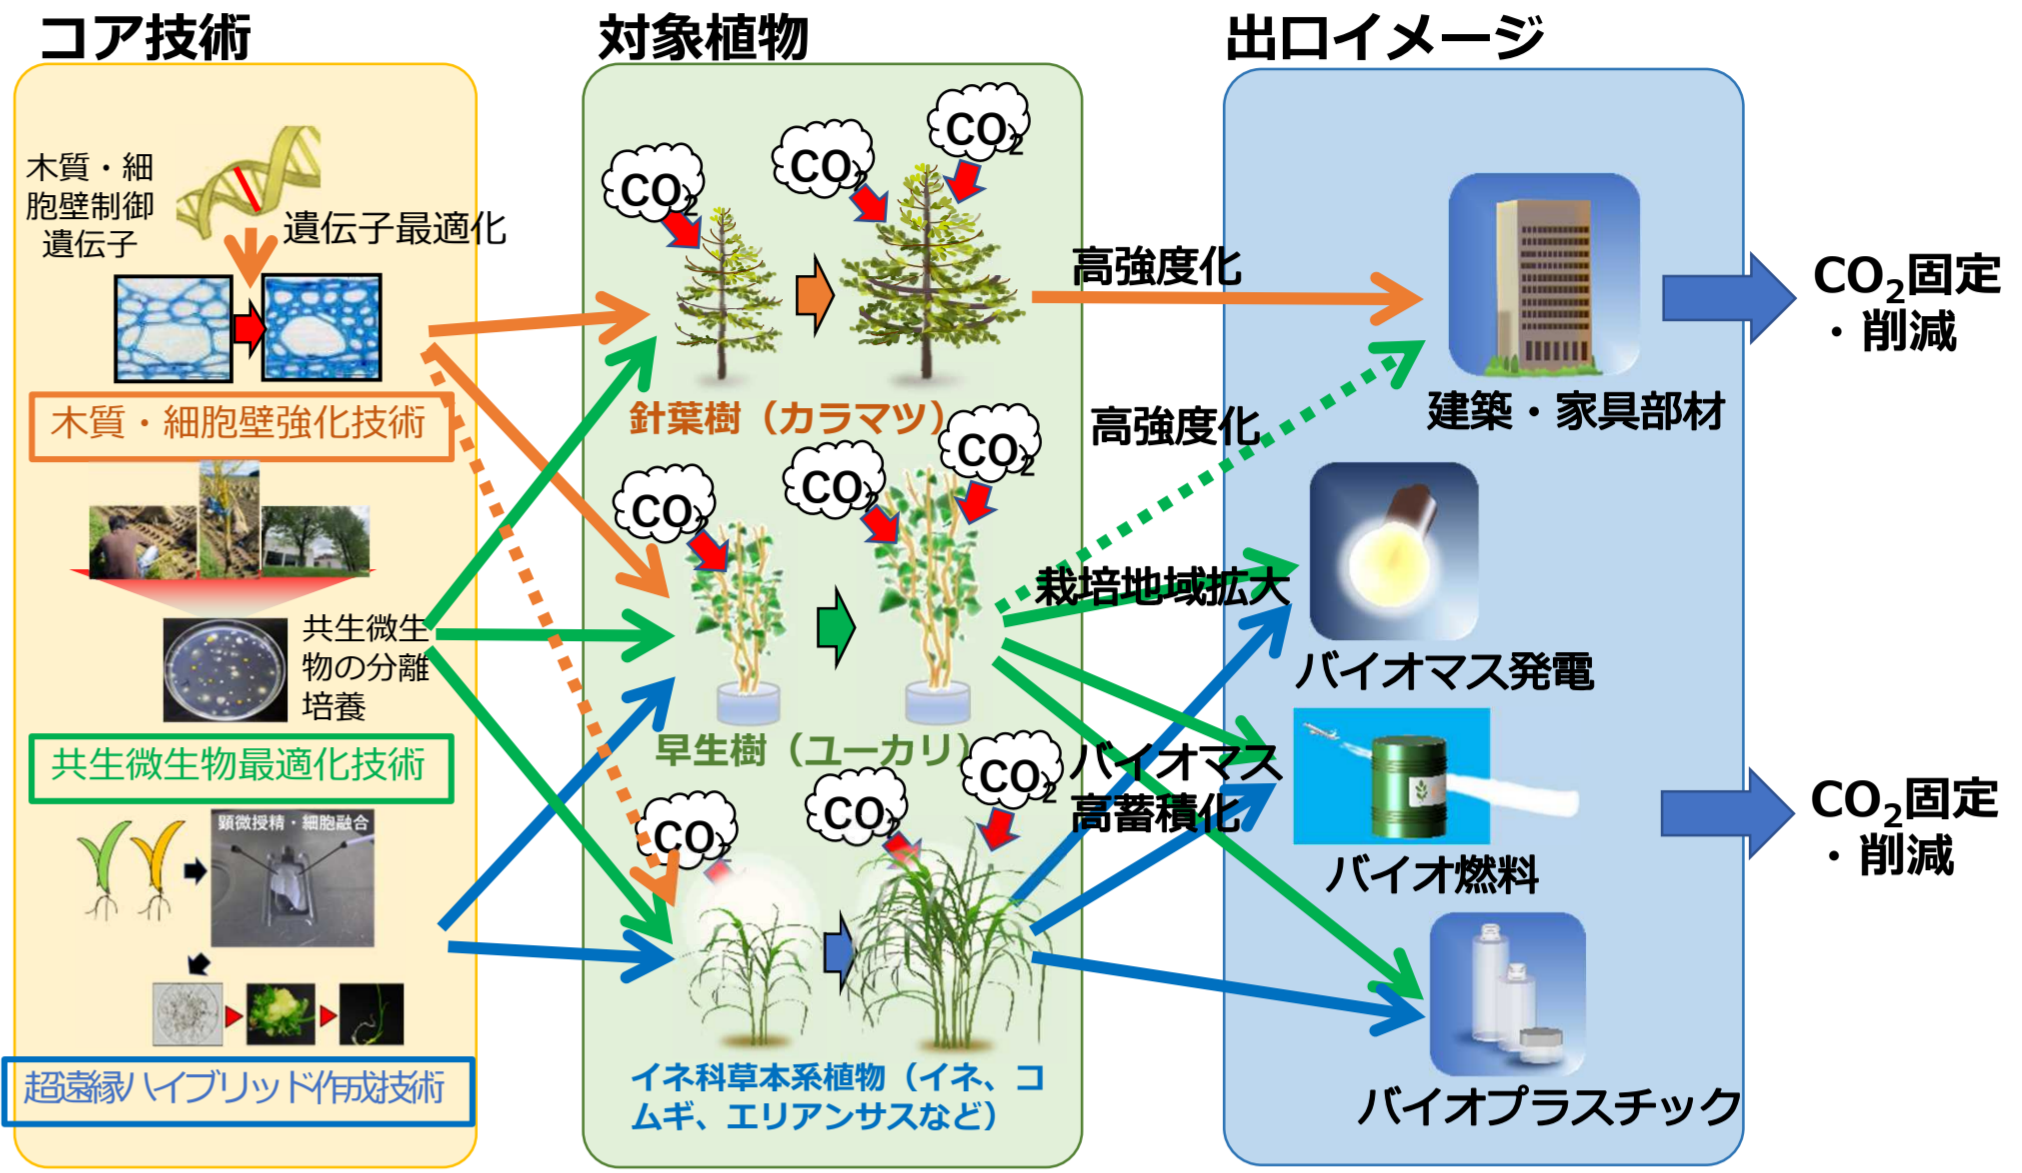 コア技術
対象植物
出口イメージ
木質・細
胞壁制御
遺伝子
遺伝子最適化
木質・細胞壁強化技術
共生微生
物の分離
培養
共生微生物最適化技術
顕微授精・細胞融合
超遠縁ハイブリッド作成技術
CO2
CO2
CO2
針葉樹（カラマツ）
CO2
CO2
CO2
早生樹（ユーカリ）
CO2
CO2
CO2
イネ科草本系植物（イネ、コ
ムギ、エリアンサスなど）
高強度化
高強度化
栽培地域拡大
バイオマス
高蓄積化
建築・家具部材
バイオマス発電
バイオ燃料
バイオプラスチック
CO2固定
・削減
CO2固定
・削減